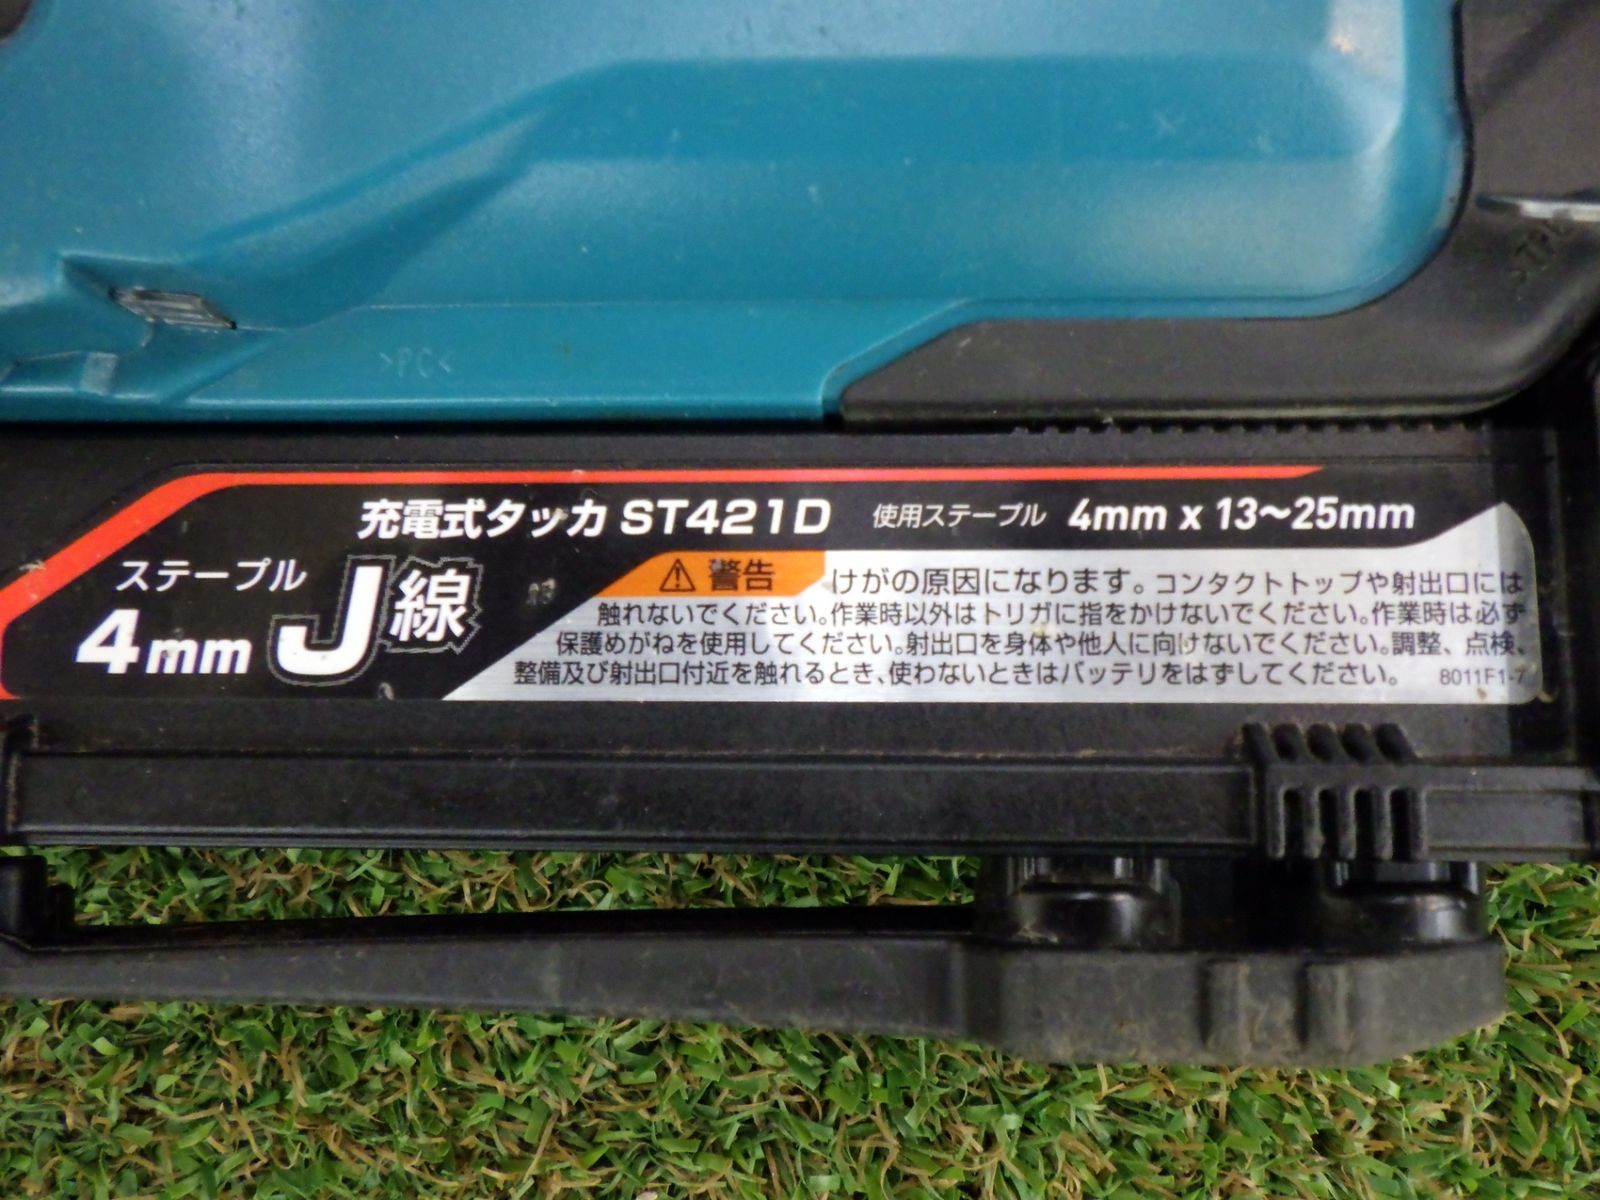 >PC<
充電式タッカ ST421D 使用ステープル 4mm x 13～25mm
ステープル
4mm J線
⚠ 警告 けがの原因になります。コンタクトトップや射出口には
触れないでください。作業時以外はトリガに指をかけないでください。作業時は必ず
保護めがねを使用してください。射出口を身体や他人に向けないでください。調整、点検、
整備及び射出口付近を触れるとき、使わないときはバッテリをはずしてください。 8011F1-7